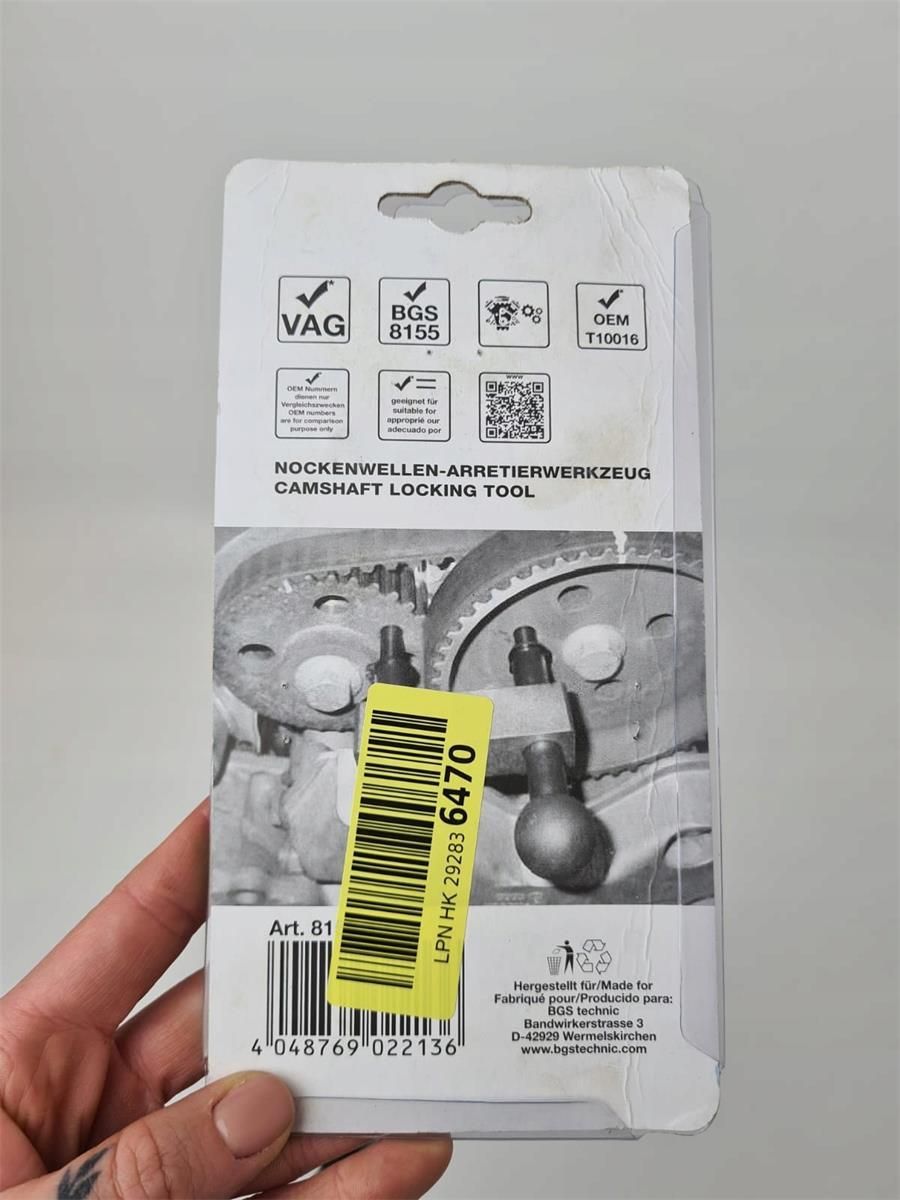 VAG*
BGS
8155
OEM
T10016
OEM Nummern
dienen nur
Vergleichszwecken
OEM numbers
are for comparison
purpose only
geeignet für
suitable for
approprié our
adecuado por
www
NOCKENWELLEN-ARRETIERWERKZEUG
CAMSHAFT LOCKING TOOL
LPN HK 29283 6470
Art. 81
4 048769 022136
Hergestellt für/Made for
Fabriqué pour/Producido para:
BGS technic
Bandwirkerstrasse 3
D-42929 Wermelskirchen
www.bgstechnic.com